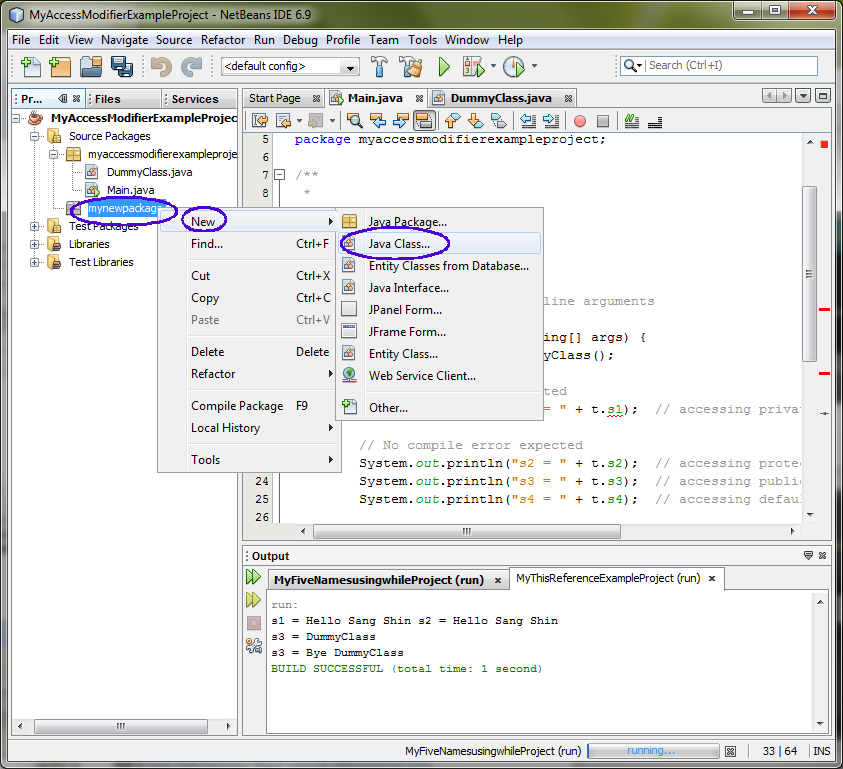 MyAccessModifierExampleProject - NetBeans IDE 6.9
File Edit View Navigate Source Refactor Run Debug Profile Team Tools Window Help
<default config>
Search (Ctrl+I)
Pr... Files Services
Start Page Main.java DummyClass.java
MyAccessModifierExampleProjec
Source Packages
myaccessmodifierexampleproje
DummyClass.java
Main.java
mynewpackag
Test Packages
Libraries
Test Libraries
5 package myaccessmodifierexampleproject;
6
7 /**
8 *
line arguments
ing[] args) {
yClass();
ted
= " + t.s1); // accessing priva
// No compile error expected
System.out.println("s2 = " + t.s2); // accessing prote
24 System.out.println("s3 = " + t.s3); // accessing publi
25 System.out.println("s4 = " + t.s4); // accessing defau
26
New
Find... Ctrl+F
Cut Ctrl+X
Copy Ctrl+C
Paste Ctrl+V
Delete Delete
Refactor
Compile Package F9
Local History
Tools
Java Package...
Java Class...
Entity Classes from Database...
Java Interface...
JPanel Form...
JFrame Form...
Entity Class...
Web Service Client...
Other...
Output
MyFiveNamesusingwhileProject (run) MyThisReferenceExampleProject (run)
run:
s1 = Hello Sang Shin s2 = Hello Sang Shin
s3 = DummyClass
s3 = Bye DummyClass
BUILD SUCCESSFUL (total time: 1 second)
MyFiveNamesusingwhileProject (run) running... 33 | 64 INS